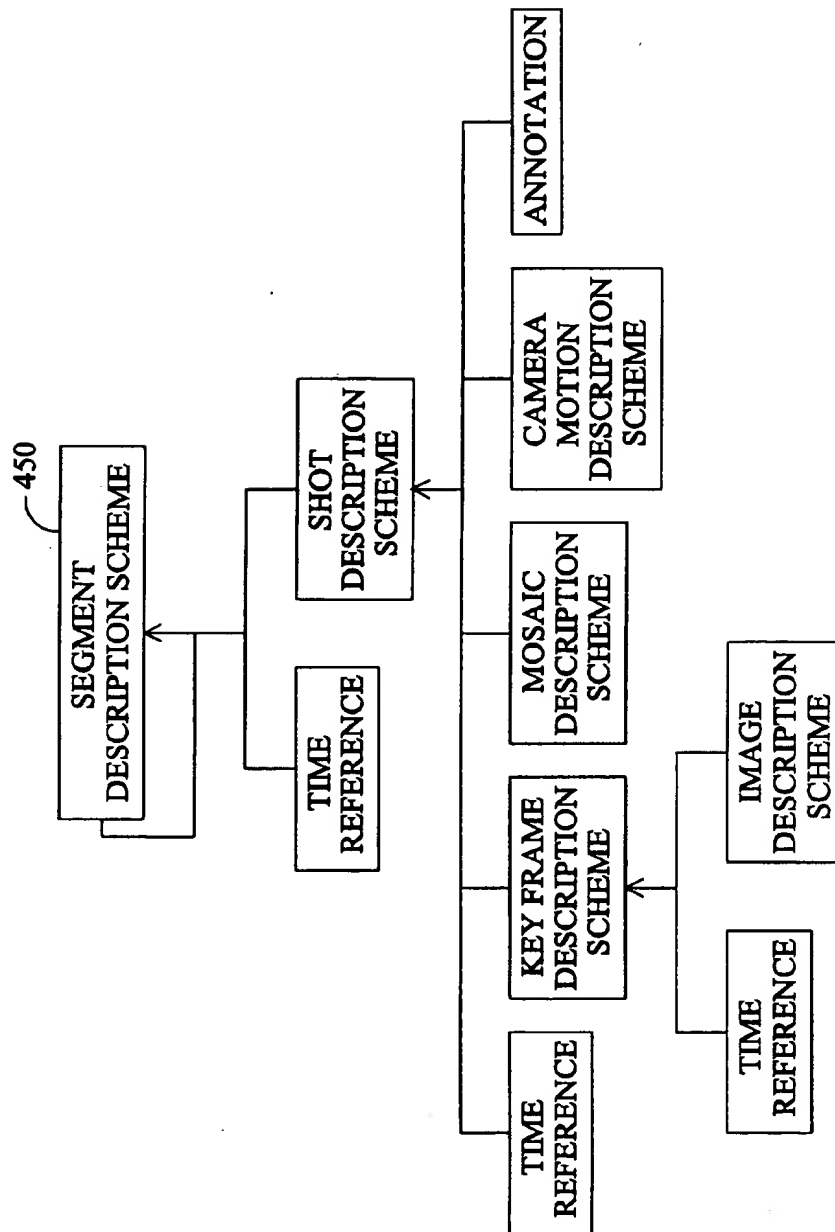 450
SEGMENT
DESCRIPTION SCHEME
TIME
REFERENCE
SHOT
DESCRIPTION
SCHEME
TIME
REFERENCE
KEY FRAME
DESCRIPTION
SCHEME
MOSAIC
DESCRIPTION
SCHEME
CAMERA
MOTION
DESCRIPTION
SCHEME
ANNOTATION
TIME
REFERENCE
IMAGE
DESCRIPTION
SCHEME